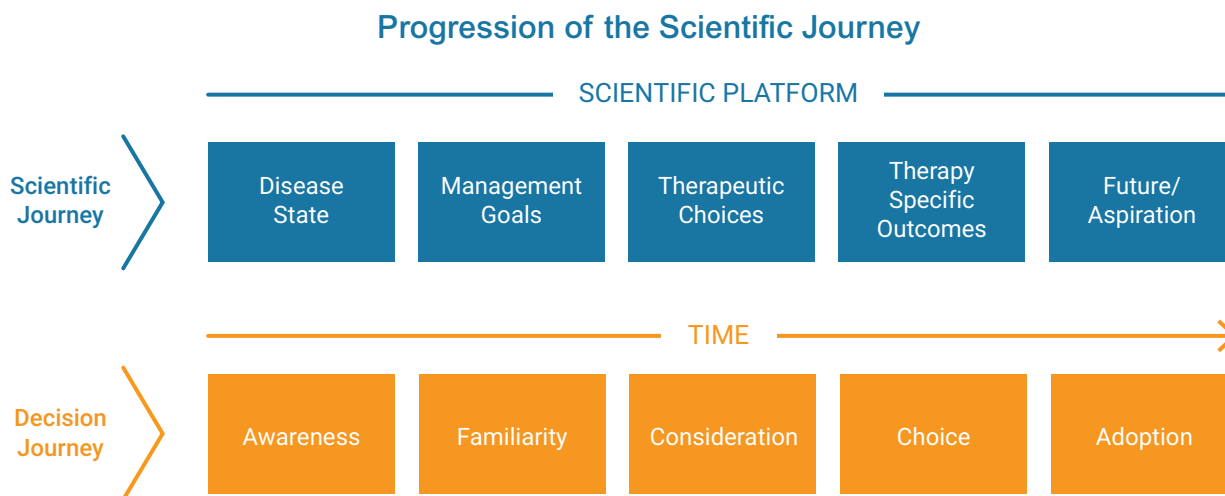 Progression of the Scientific Journey
SCIENTIFIC PLATFORM
Scientific
Journey
Disease
State
Management
Goals
Therapeutic
Choices
Therapy
Specific
Outcomes
Future/
Aspiration
TIME
Decision
Journey
Awareness
Familiarity
Consideration
Choice
Adoption